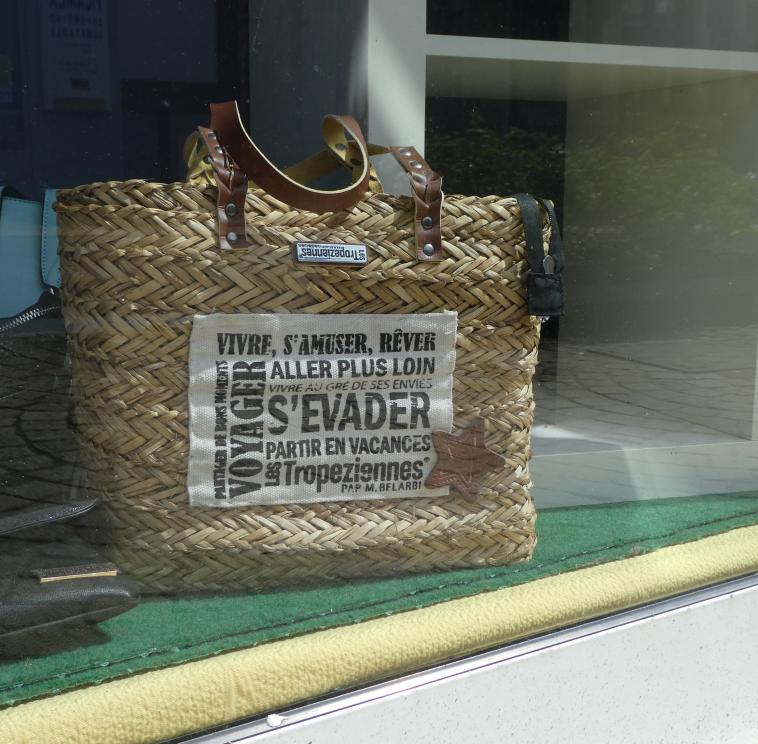 Les Tropeziennes
VIVRE, S'AMUSER, RÊVER
PARTAGER DE BONS MOMENTS
VOYAGER
ALLER PLUS LOIN
VIVRE AU GRÉ DE SES ENVIES
S'EVADER
PARTIR EN VACANCES
LES Tropeziennes
PAR M.BELARBI